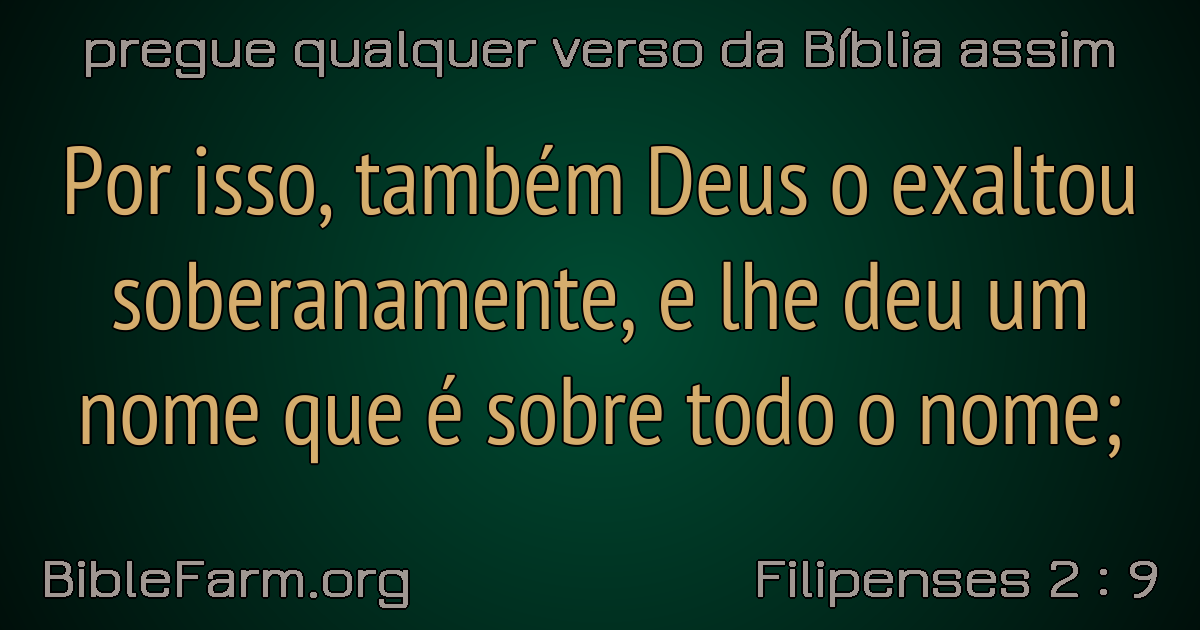 pregue qualquer verso da Bíblia assim
Por isso, também Deus o exaltou
soberanamente, e lhe deu um
nome que é sobre todo o nome;
BibleFarm.org
Filipenses 2 : 9